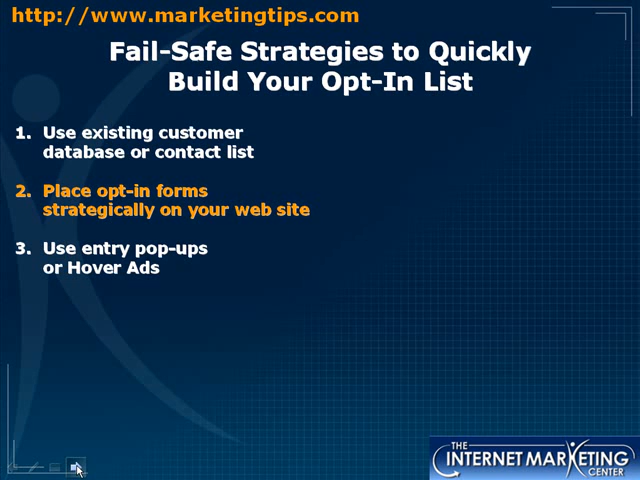 http://www.marketingtips.com
Fail-Safe Strategies to Quickly
Build Your Opt-In List
1. Use existing customer
database or contact list
2. Place opt-in forms
strategically on your web site
3. Use entry pop-ups
or Hover Ads
THE
INTERNET MARKETING
CENTER